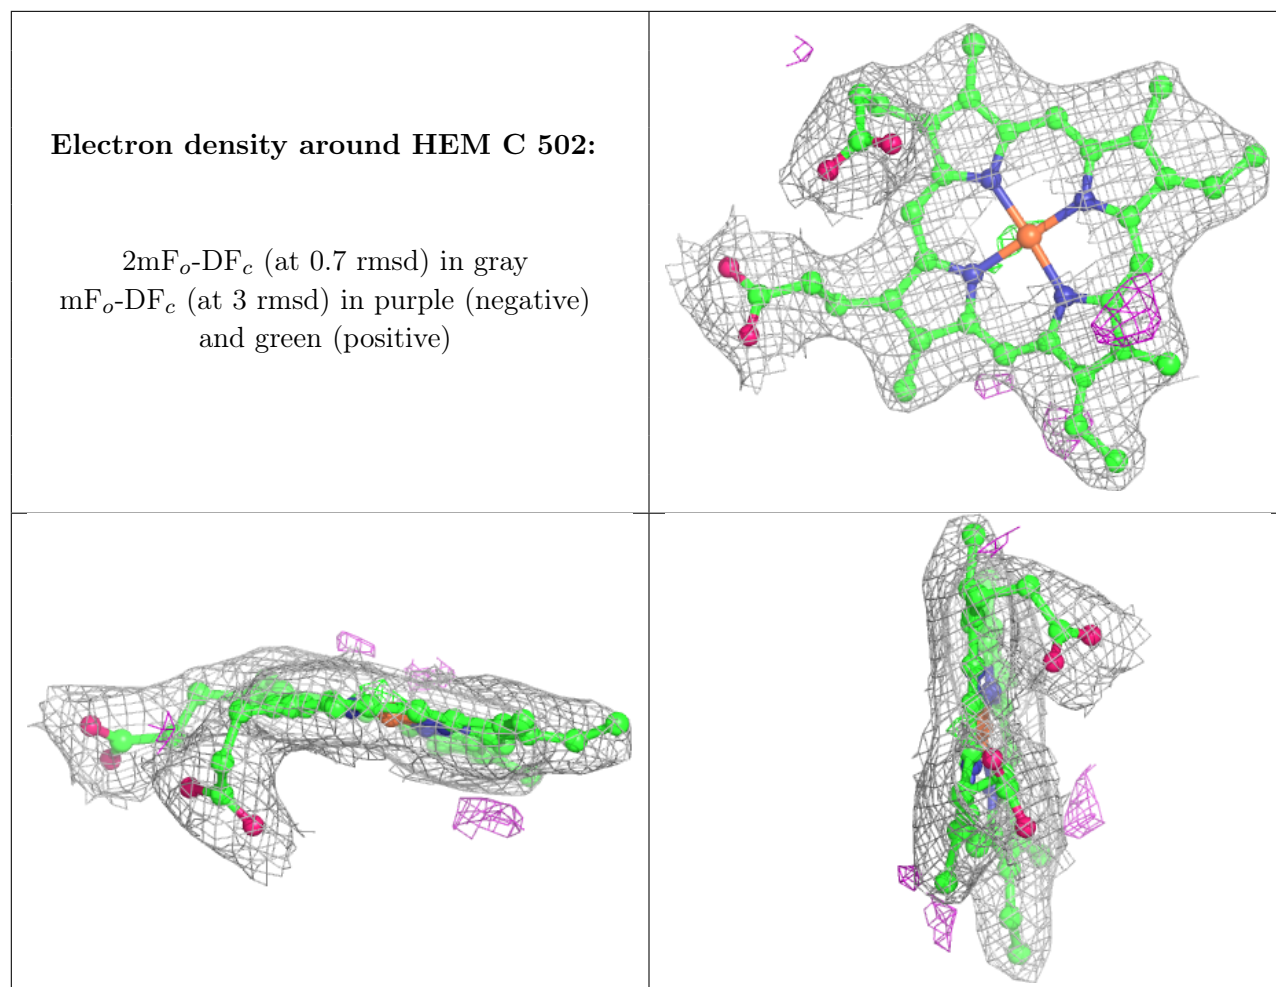 Electron density around HEM C 502:
2mFo-DFc (at 0.7 rmsd) in gray
mFo-DFc (at 3 rmsd) in purple (negative)
and green (positive)